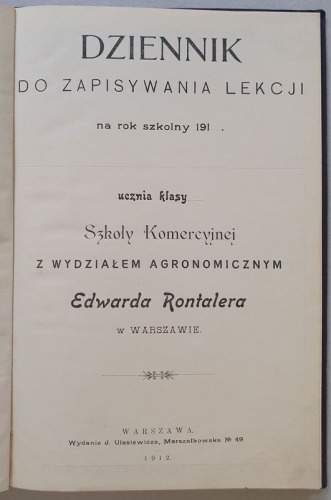 DZIENNIK
DO ZAPISYWANIA LEKCJI
na rok szkolny 191 .
ucznia klasy
Szkoły Komercyjnej
Z WYDZIAŁEM AGRONOMICZNYM
Edwarda Rontalera
w WARSZAWIE.
WARSZAWA.
Wydanie J. Ulasiewicza, Marszałkowska № 49
1912.